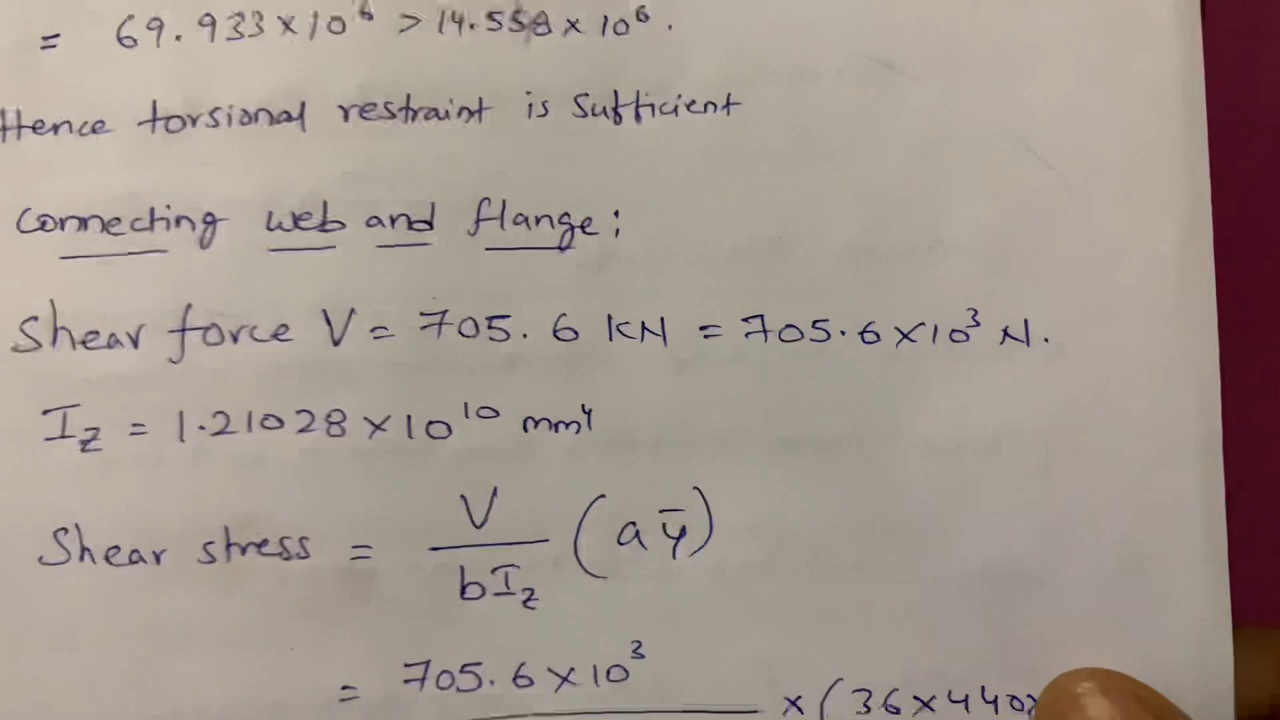 = 69.933×10⁶ > 14.558×10⁶.
Hence torsional restraint is sufficient
Connecting web and flange:
Shear force V = 705.6 KN = 705.6×10³ N.
I_z = 1.21028×10¹⁰ mm⁴
Shear stress = V / bI_z (aȳ)
= 705.6×10³ × (36×440×